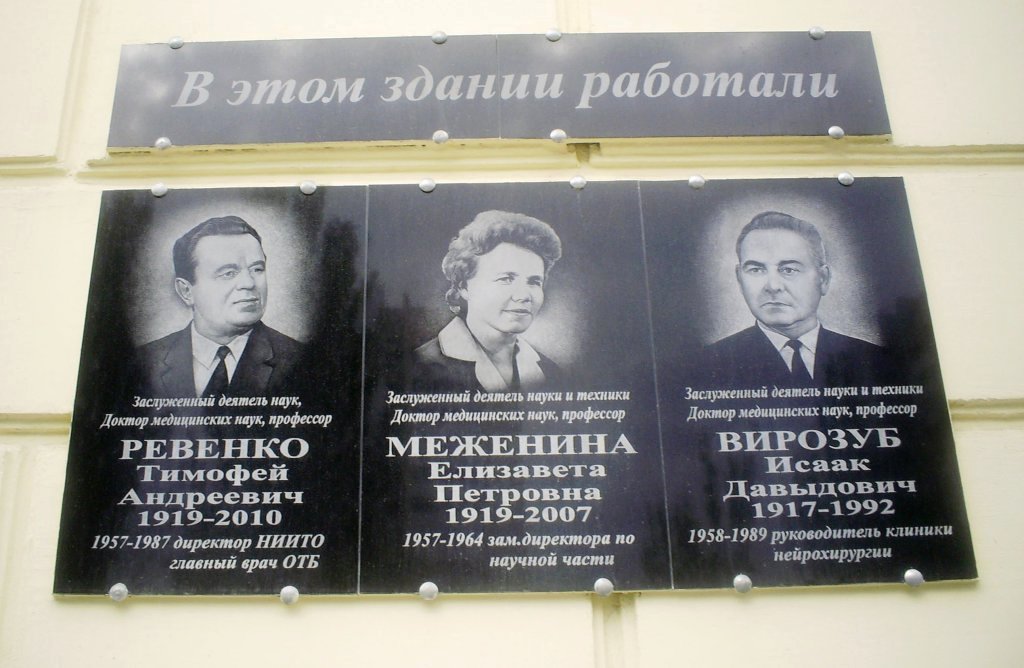 В этом здании работали
Заслуженный деятель наук,
Доктор медицинских наук, профессор
РЕВЕНКО
Тимофей
Андреевич
1919-2010
1957-1987 директор НИИТО
главный врач ОТБ
Заслуженный деятель науки и техники
Доктор медицинских наук, профессор
МЕЖЕНИНА
Елизавета
Петровна
1919-2007
1957-1964 зам.директора по
научной части
Заслуженный деятель науки и техники
Доктор медицинских наук, профессор
ВИРОЗУБ
Исаак
Давыдович
1917-1992
1958-1989 руководитель клиники
нейрохирургии